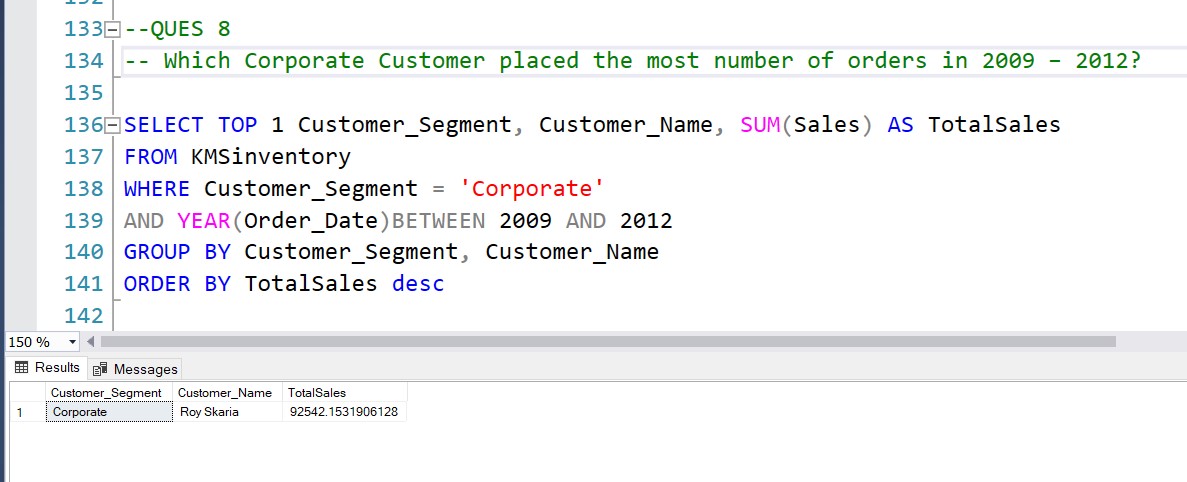 132
133 --QUES 8
134 -- Which Corporate Customer placed the most number of orders in 2009 – 2012?
135
136 SELECT TOP 1 Customer_Segment, Customer_Name, SUM(Sales) AS TotalSales
137 FROM KMSinventory
138 WHERE Customer_Segment = 'Corporate'
139 AND YEAR(Order_Date)BETWEEN 2009 AND 2012
140 GROUP BY Customer_Segment, Customer_Name
141 ORDER BY TotalSales desc
142
150 %
Results Messages
Customer_Segment Customer_Name TotalSales
1 Corporate Roy Skaria 92542.1531906128